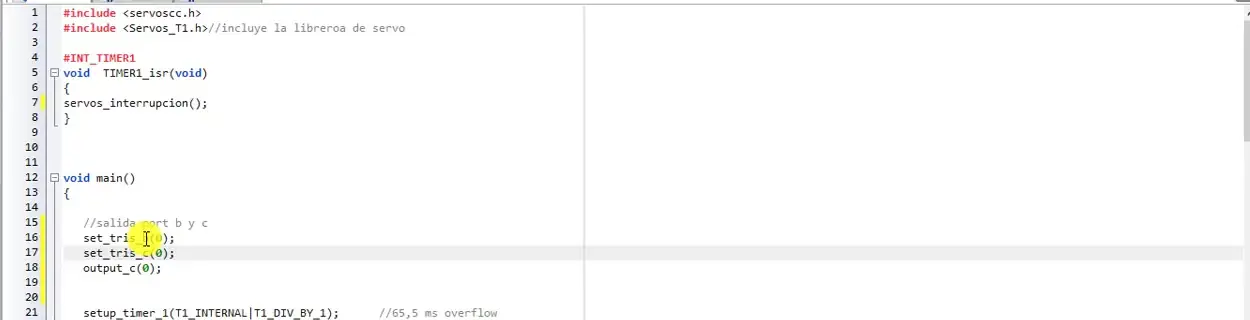 1 #include <servoscc.h>
2 #include <Servos_T1.h>//incluye la libreroa de servo
3
4 #INT_TIMER1
5 void TIMER1_isr(void)
6 {
7 servos_interrupcion();
8 }
9
10
11
12 void main()
13 {
14
15 //salida port b y c
16 set_tris_b(0);
17 set_tris_c(0);
18 output_c(0);
19
20
21 setup_timer_1(T1_INTERNAL|T1_DIV_BY_1); //65,5 ms overflow